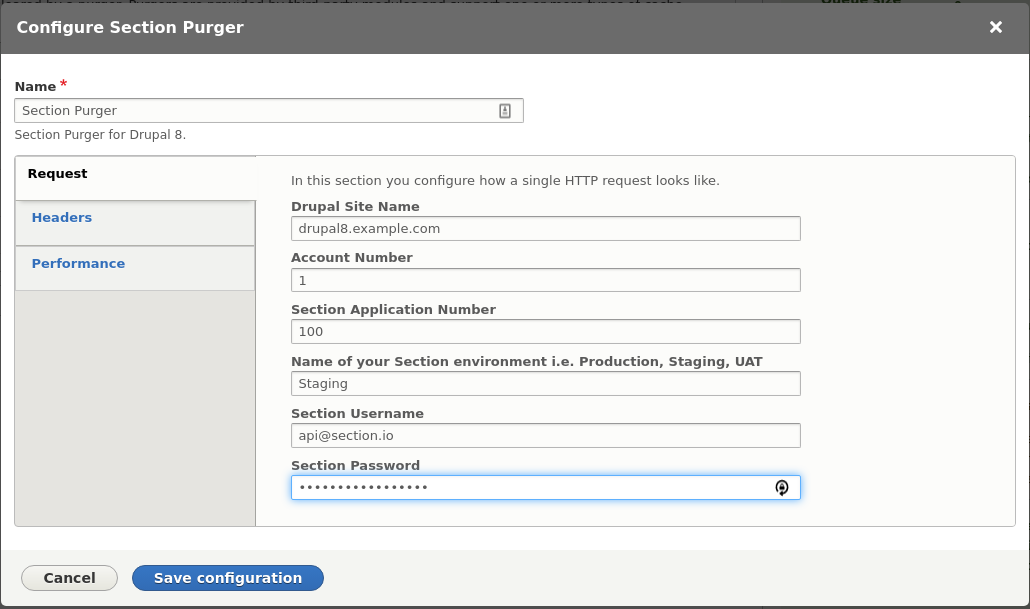 Configure Section Purger
Name *
Section Purger
Section Purger for Drupal 8.
Request
Headers
Performance
In this section you configure how a single HTTP request looks like.
Drupal Site Name
drupal8.example.com
Account Number
1
Section Application Number
100
Name of your Section environment i.e. Production, Staging, UAT
Staging
Section Username
api@section.io
Section Password
•••••••••••••••••
Cancel
Save configuration